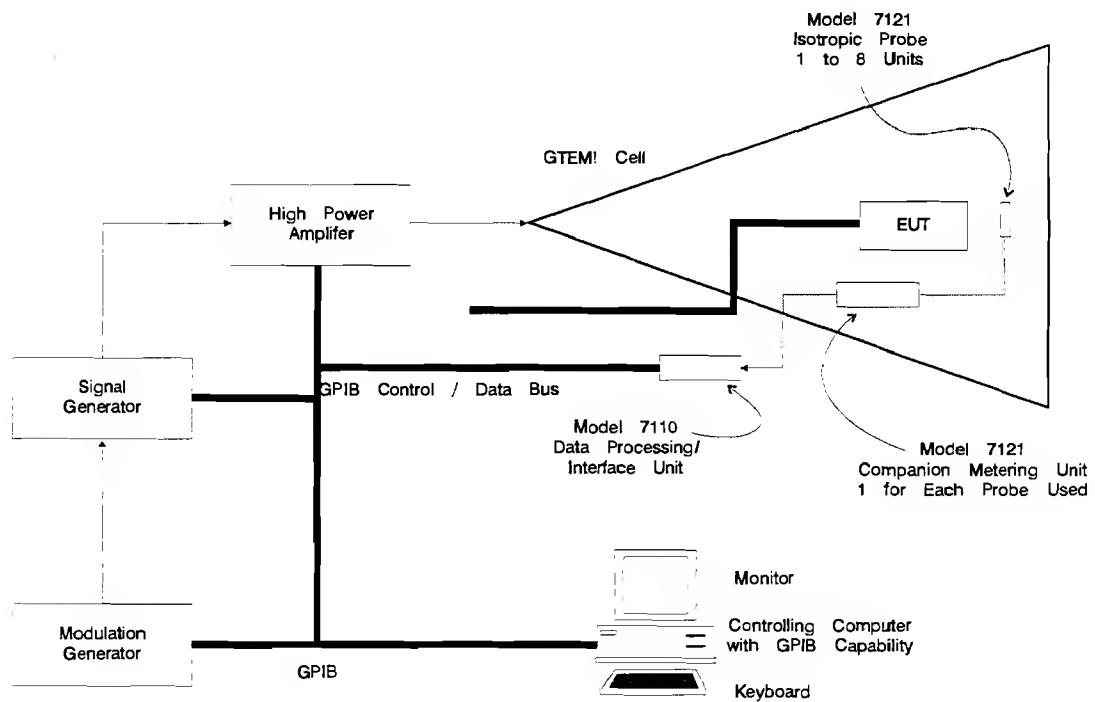 Model 7121
Isotropic Probe
1 to 8 Units
GTEM! Cell
High Power
Amplifer
EUT
Signal
Generator
GPIB Control / Data Bus
Model 7110
Data Processing/
Interface Unit
Model 7121
Companion Metering Unit
1 for Each Probe Used
Monitor
Modulation
Generator
Controlling Computer
with GPIB Capability
GPIB
Keyboard